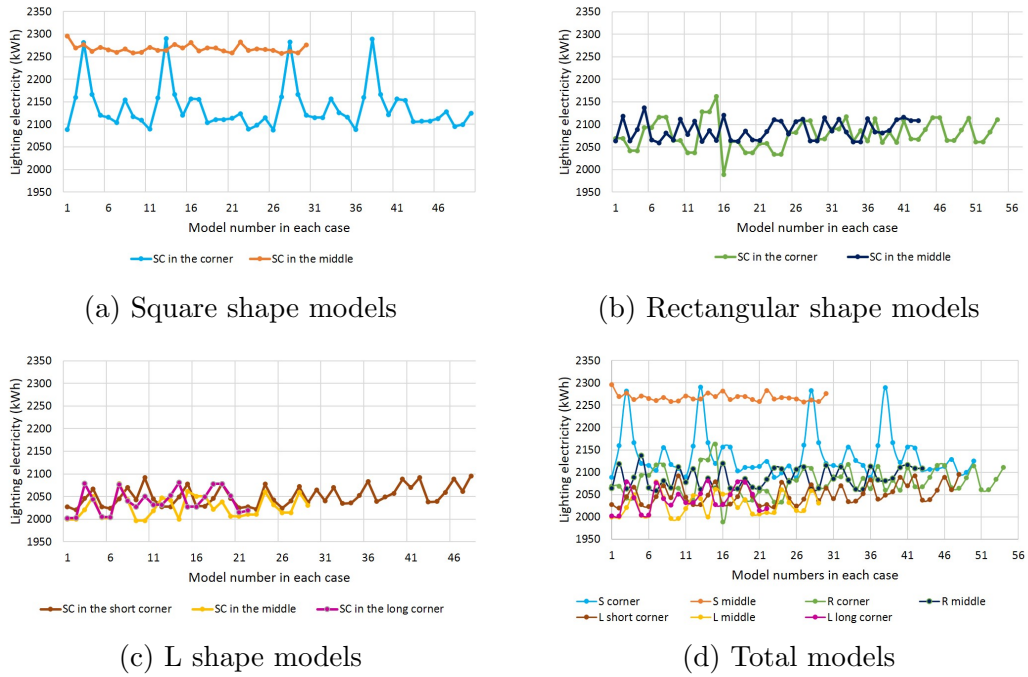 2350
2300
2250
2200
2150
2100
2050
2000
1950
Lighting electricity (kWh)
1 6 11 16 21 26 31 36 41 46
Model number in each case
SC in the corner SC in the middle
(a) Square shape models
2350
2300
2250
2200
2150
2100
2050
2000
1950
Lighting electricity (kWh)
1 6 11 16 21 26 31 36 41 46 51 56
Model number in each case
SC in the corner SC in the middle
(b) Rectangular shape models
2350
2300
2250
2200
2150
2100
2050
2000
1950
Lighting electricity (kWh)
1 6 11 16 21 26 31 36 41 46
Model number in each case
SC in the short corner SC in the middle SC in the long corner
(c) L shape models
2350
2300
2250
2200
2150
2100
2050
2000
1950
Lighting electricity (kWh)
1 6 11 16 21 26 31 36 41 46 51 56
Model numbers in each case
S corner S middle R corner R middle
L short corner L middle L long corner
(d) Total models